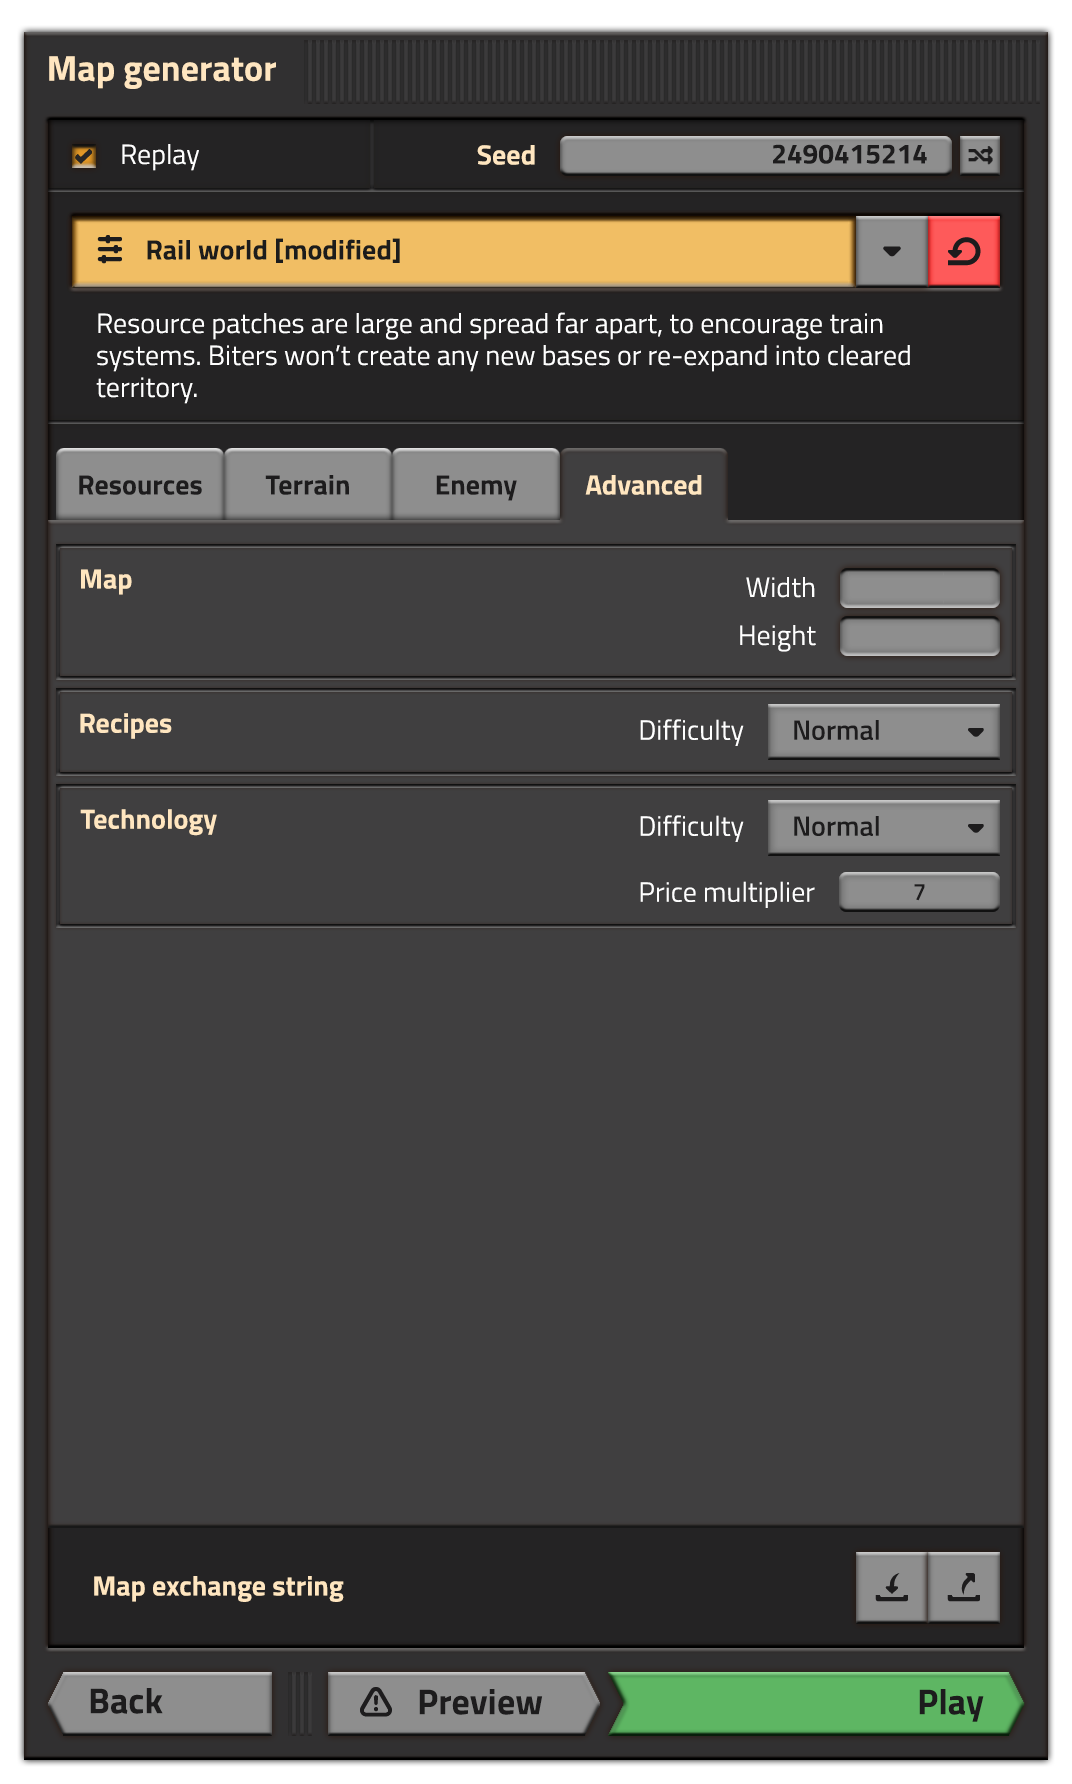 Map generator
Replay
Seed
2490415214
Rail world [modified]
Resource patches are large and spread far apart, to encourage train
systems. Biters won't create any new bases or re-expand into cleared
territory.
Resources
Terrain
Enemy
Advanced
Map
Width
Height
Recipes
Difficulty
Normal
Technology
Difficulty
Normal
Price multiplier
7
Map exchange string
Back
Preview
Play